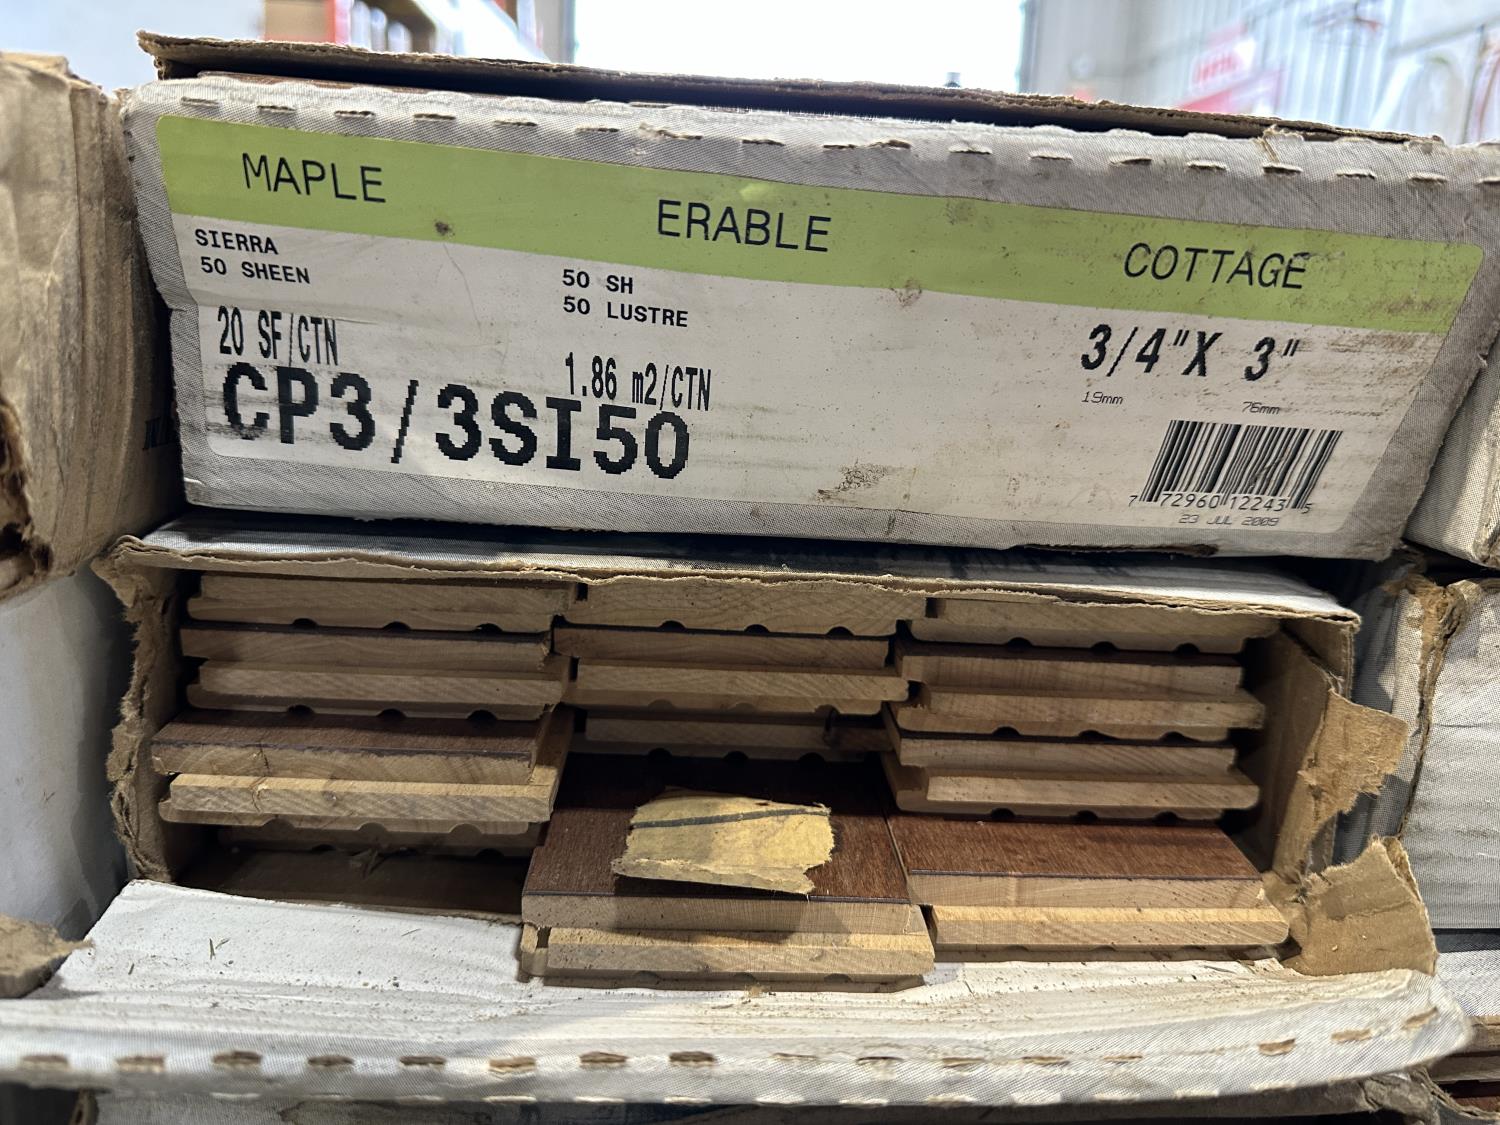 MAPLE
ERABLE
COTTAGE
SIERRA
50 SHEEN
50 SH
50 LUSTRE
20 SF/CTN
1.86 m2/CTN
3/4"X 3"
19mm 76mm
CP3/3SI50
7 72960 12243 5
23 JUL 2009